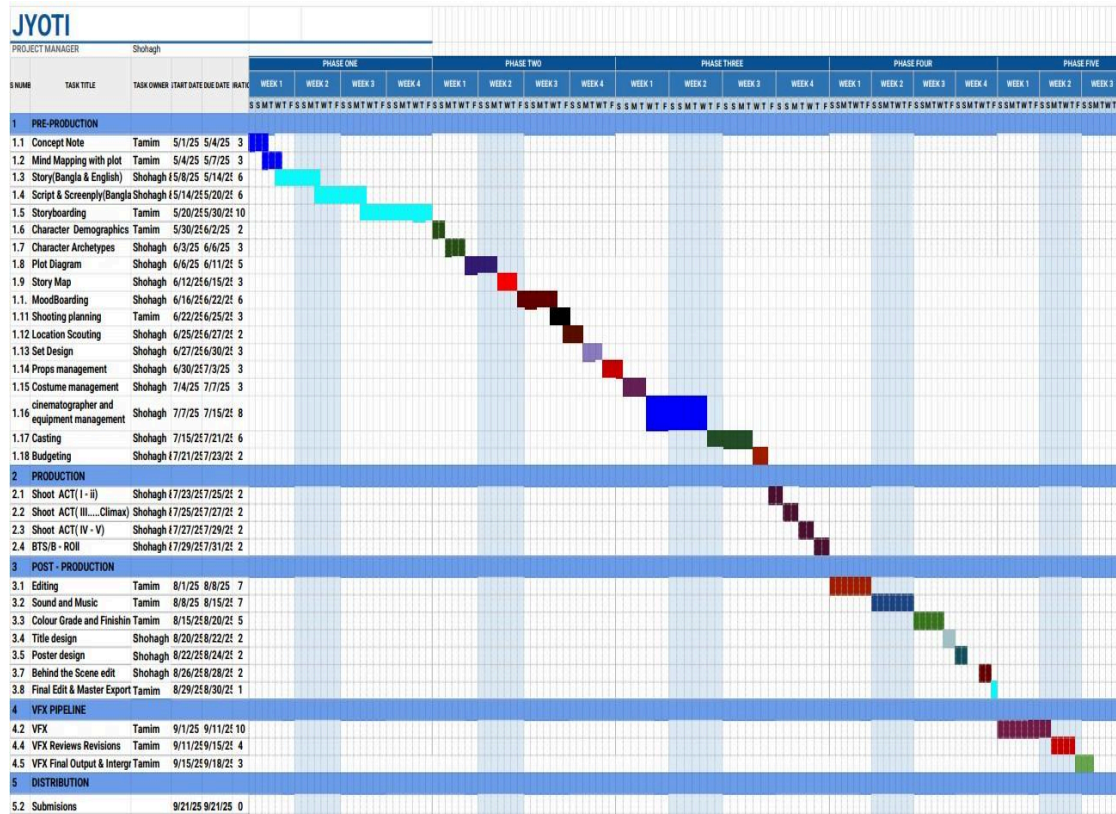 JYOTI
PROJECT MANAGER Shohagh
PHASE ONE PHASE TWO PHASE THREE PHASE FOUR PHASE FIVE
S NUMB TASK TITLE TASK OWNER START DATE DUE DATE RATIO WEEK 1 WEEK 2 WEEK 3 WEEK 4 WEEK 1 WEEK 2 WEEK 3 WEEK 4 WEEK 1 WEEK 2 WEEK 3 WEEK 4 WEEK 1 WEEK 2 WEEK 3 WEEK 4 WEEK 1 WEEK 2 WEEK 3
S S M T W T F S S M T W T F S S M T W T F S S M T W T F S S M T W T F S S M T W T F S S M T W T F S S M T W T F S S M T W T F S S M T W T F S S M T W T F S S M T W T F S S M T W T F S S M T W T F S S M T W T F S S M T W T F S S M T W T F S S M T W T F S S M T W T
1 PRE-PRODUCTION
1.1 Concept Note Tamim 5/1/25 5/4/25 3
1.2 Mind Mapping with plot Tamim 5/4/25 5/7/25 3
1.3 Story(Bangla & English) Shohagh & 5/8/25 5/14/25 6
1.4 Script & Screenply(Bangla Shohagh & 5/14/25 5/20/25 6
1.5 Storyboarding Tamim 5/20/25 5/30/25 10
1.6 Character Demographics Tamim 5/30/25 6/2/25 2
1.7 Character Archetypes Shohagh 6/3/25 6/6/25 3
1.8 Plot Diagram Shohagh 6/6/25 6/11/25 5
1.9 Story Map Shohagh 6/12/25 6/15/25 3
1.1. MoodBoarding Shohagh 6/16/25 6/22/25 6
1.11 Shooting planning Tamim 6/22/25 6/25/25 3
1.12 Location Scouting Shohagh 6/25/25 6/27/25 2
1.13 Set Design Shohagh 6/27/25 6/30/25 3
1.14 Props management Shohagh 6/30/25 7/3/25 3
1.15 Costume management Shohagh 7/4/25 7/7/25 3
1.16 cinematographer and
equipment management Shohagh 7/7/25 7/15/25 8
1.17 Casting Shohagh 7/15/25 7/21/25 6
1.18 Budgeting Shohagh & 7/21/25 7/23/25 2
2 PRODUCTION
2.1 Shoot ACT( I - ii) Shohagh & 7/23/25 7/25/25 2
2.2 Shoot ACT( III.....Climax) Shohagh & 7/25/25 7/27/25 2
2.3 Shoot ACT( IV - V) Shohagh & 7/27/25 7/29/25 2
2.4 BTS/B - ROll Shohagh & 7/29/25 7/31/25 2
3 POST - PRODUCTION
3.1 Editing Tamim 8/1/25 8/8/25 7
3.2 Sound and Music Tamim 8/8/25 8/15/25 7
3.3 Colour Grade and Finishin Tamim 8/15/25 8/20/25 5
3.4 Title design Shohagh 8/20/25 8/22/25 2
3.5 Poster design Shohagh 8/22/25 8/24/25 2
3.7 Behind the Scene edit Shohagh 8/26/25 8/28/25 2
3.8 Final Edit & Master Export Tamim 8/29/25 8/30/25 1
4 VFX PIPELINE
4.2 VFX Tamim 9/1/25 9/11/25 10
4.4 VFX Reviews Revisions Tamim 9/11/25 9/15/25 4
4.5 VFX Final Output & Intergr Tamim 9/15/25 9/18/25 3
5 DISTRIBUTION
5.2 Submisions 9/21/25 9/21/25 0